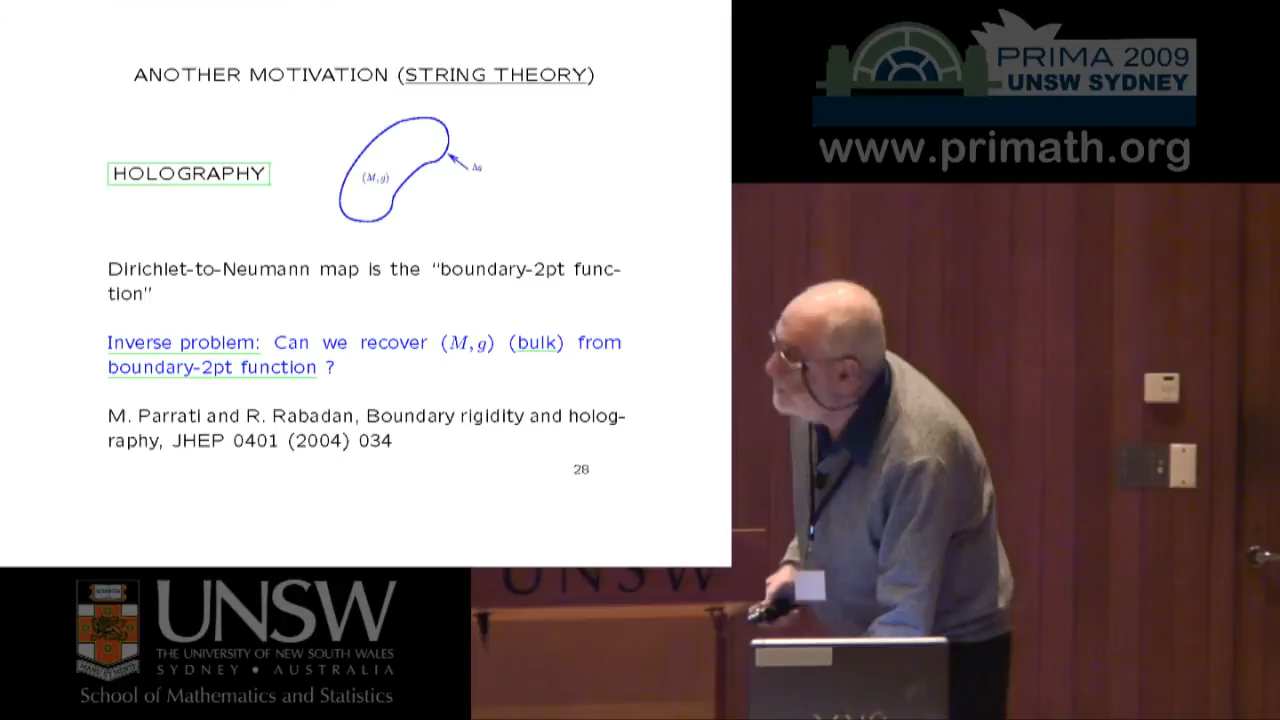 ANOTHER MOTIVATION (STRING THEORY)
HOLOGRAPHY
(M, g)
Δg
Dirichlet-to-Neumann map is the “boundary-2pt func-
tion”
Inverse problem: Can we recover (M, g) (bulk) from
boundary-2pt function ?
M. Parrati and R. Rabadan, Boundary rigidity and holog-
raphy, JHEP 0401 (2004) 034
28
PRIMA 2009
UNSW SYDNEY
www.primath.org
UNSW
UNSW
THE UNIVERSITY OF NEW SOUTH WALES
SYDNEY • AUSTRALIA
School of Mathematics and Statistics